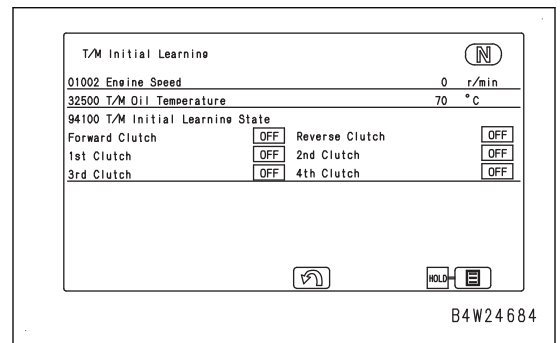 T/M Initial Learning
N
01002 Engine Speed 0 r/min
32500 T/M Oil Temperature 70 °C
94100 T/M Initial Learning State
Forward Clutch OFF Reverse Clutch OFF
1st Clutch OFF 2nd Clutch OFF
3rd Clutch OFF 4th Clutch OFF
HOLD
B4W24684